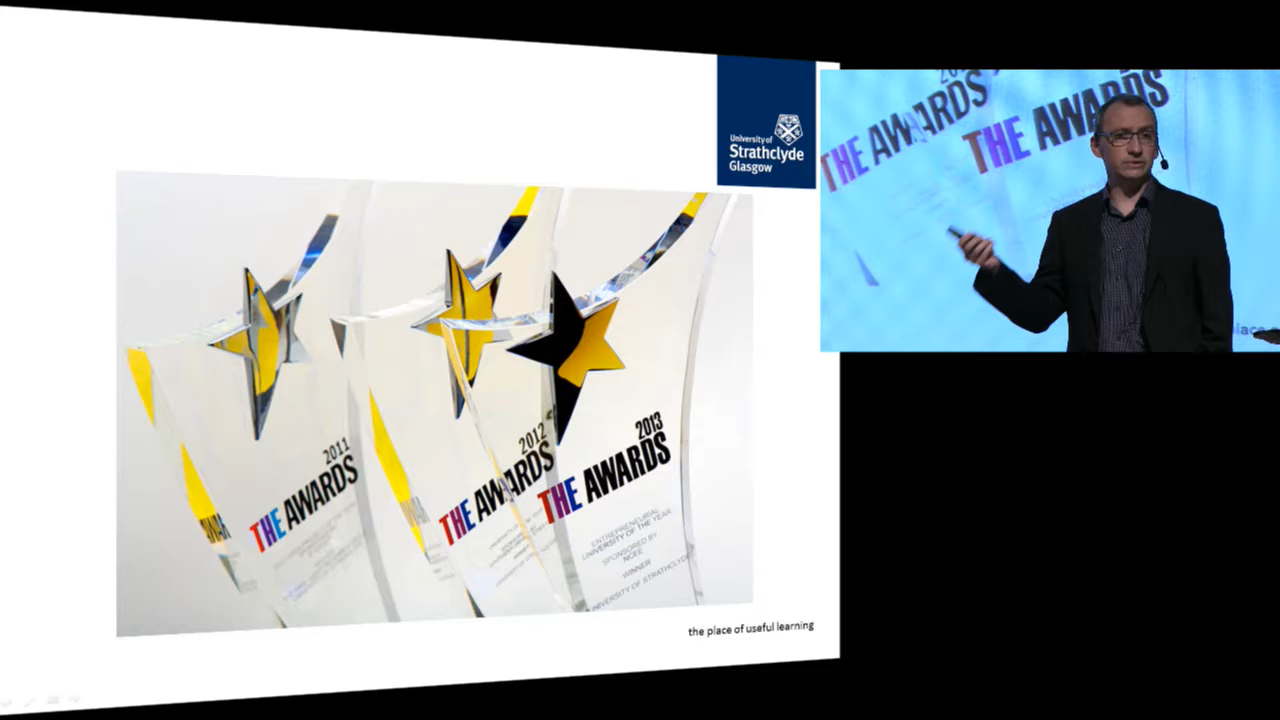 University of
Strathclyde
Glasgow
2011
THE AWARDS
2012
THE AWARDS
2013
THE AWARDS
ENTREPRENEURIAL
UNIVERSITY OF THE YEAR
SPONSORED BY
NCEE
WINNER
UNIVERSITY OF STRATHCLYDE
the place of useful learning
THE AWARDS
THE AWARDS